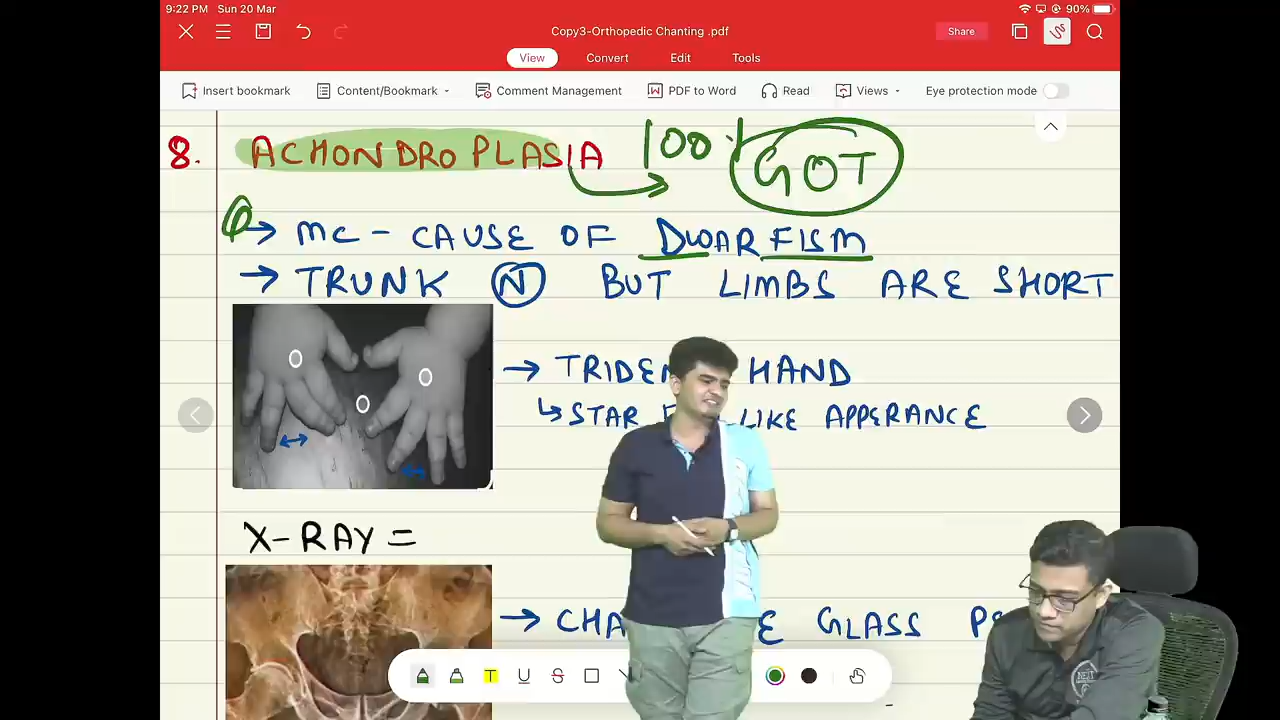 9:22 PM Sun 20 Mar
90%
Copy3-Orthopedic Chanting .pdf
Share
View Convert Edit Tools
Insert bookmark Content/Bookmark Comment Management PDF to Word Read Views Eye protection mode
8. ACHONDROPLASIA 100% GOT
→ MC - CAUSE OF DWARFISM
→ TRUNK N BUT LIMBS ARE SHORT
→ HAND
↳ STAR LIKE APPERANCE
X-RAY =
→ GLASS
T U S